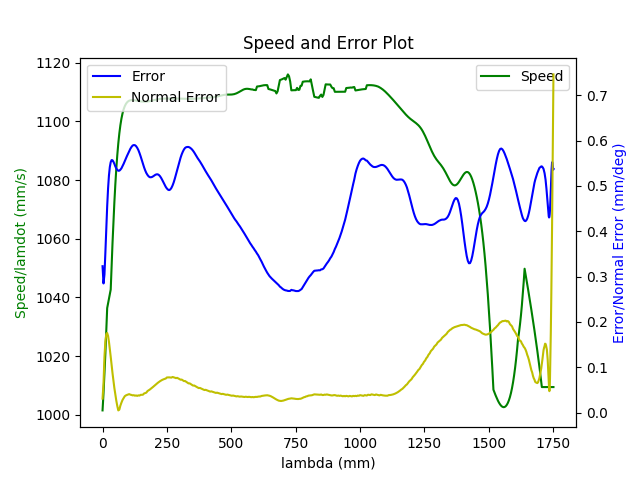 Speed and Error Plot
Error
Normal Error
Speed
1120
1100
1080
1060
1040
1020
1000
Speed/lamdot (mm/s)
0.7
0.6
0.5
0.4
0.3
0.2
0.1
0.0
Error/Normal Error (mm/deg)
0 250 500 750 1000 1250 1500 1750
lambda (mm)